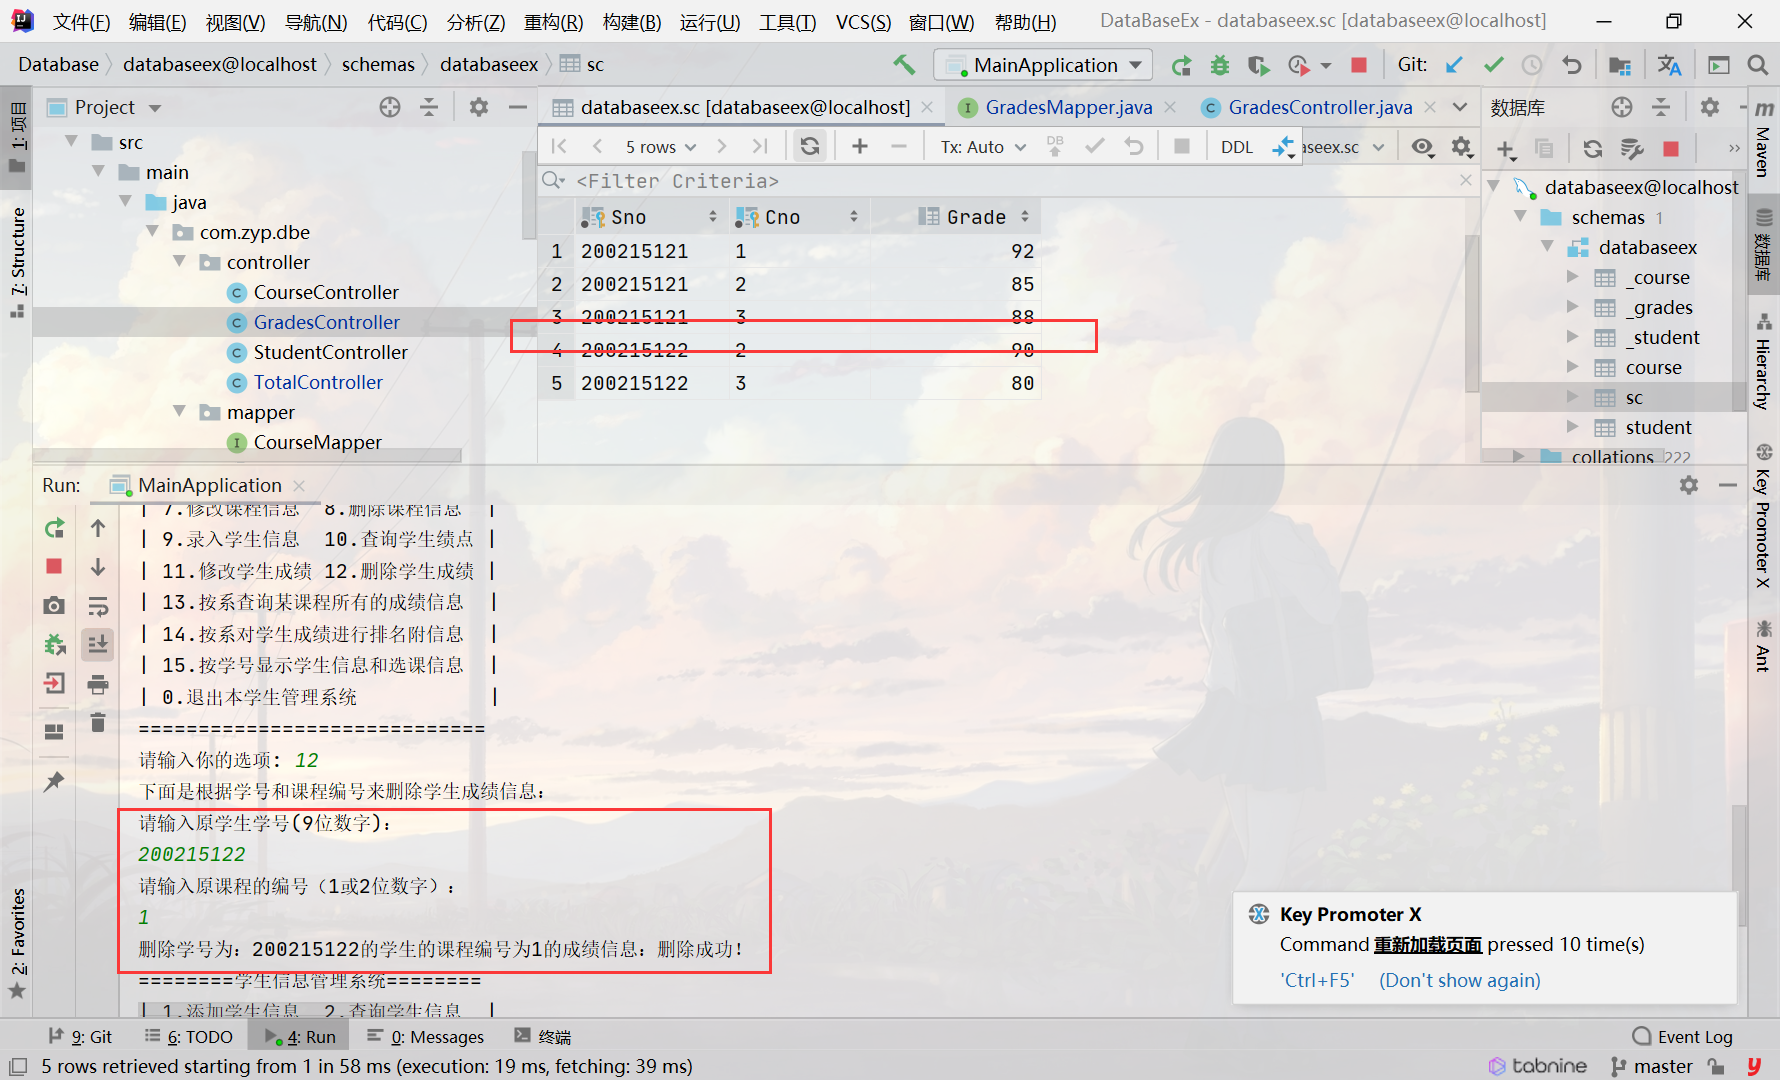 文件(F) 编辑(E) 视图(V) 导航(N) 代码(C) 分析(Z) 重构(R) 构建(B) 运行(U) 工具(T) VCS(S) 窗口(W) 帮助(H) DataBaseEx - databaseex.sc [databaseex@localhost]
Database databaseex@localhost schemas databaseex sc MainApplication Git:
1: 项目
7: Structure
2: Favorites
Project
src
main
java
com.zyp.dbe
controller
CourseController
GradesController
StudentController
TotalController
mapper
CourseMapper
databaseex.sc [databaseex@localhost] GradesMapper.java GradesController.java
5 rows Tx: Auto DB DDL aseex.sc
<Filter Criteria>
Sno Cno Grade
1 200215121 1 92
2 200215121 2 85
3 200215121 3 88
4 200215122 2 90
5 200215122 3 80
数据库
databaseex@localhost
schemas 1
databaseex
_course
_grades
_student
course
sc
student
collations 222
Maven
数据库
Hierarchy
Key Promoter X
Ant
Run: MainApplication
| 7.修改课程信息 8.删除课程信息 |
| 9.录入学生信息 10.查询学生绩点 |
| 11.修改学生成绩 12.删除学生成绩 |
| 13.按系查询某课程所有的成绩信息 |
| 14.按系对学生成绩进行排名附信息 |
| 15.按学号显示学生信息和选课信息 |
| 0.退出本学生管理系统 |
=============================
请输入你的选项: 12
下面是根据学号和课程编号来删除学生成绩信息:
请输入原学生学号(9位数字):
200215122
请输入原课程的编号（1或2位数字）:
1
删除学号为: 200215122的学生的课程编号为1的成绩信息: 删除成功!
========学生信息管理系统========
| 1.添加学生信息 2.查询学生信息 |
Key Promoter X
Command 重新加载页面 pressed 10 time(s)
'Ctrl+F5' (Don't show again)
9: Git 6: TODO 4: Run 0: Messages 终端 Event Log
5 rows retrieved starting from 1 in 58 ms (execution: 19 ms, fetching: 39 ms) tabnine master